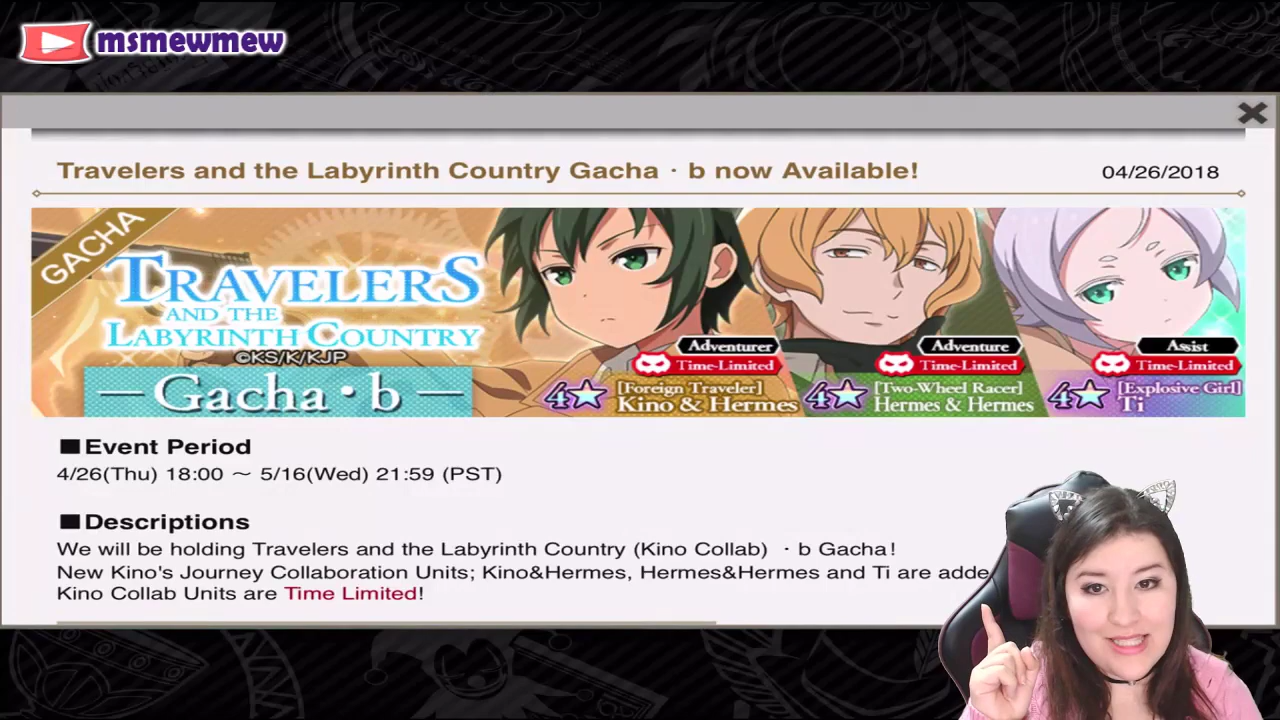 msmewmew
Travelers and the Labyrinth Country Gacha · b now Available!
04/26/2018
GACHA
TRAVELERS
AND THE
LABYRINTH COUNTRY
©KS/K/KJP
Gacha · b
Adventurer
Time-Limited
4★ [Foreign Traveler]
Kino & Hermes
Adventure
Time-Limited
4★ [Two-Wheel Racer]
Hermes & Hermes
Assist
Time-Limited
4★ [Explosive Girl]
Ti
■Event Period
4/26(Thu) 18:00 ～ 5/16(Wed) 21:59 (PST)
■Descriptions
We will be holding Travelers and the Labyrinth Country (Kino Collab) ・b Gacha!
New Kino's Journey Collaboration Units; Kino&Hermes, Hermes&Hermes and Ti are adde
Kino Collab Units are Time Limited!